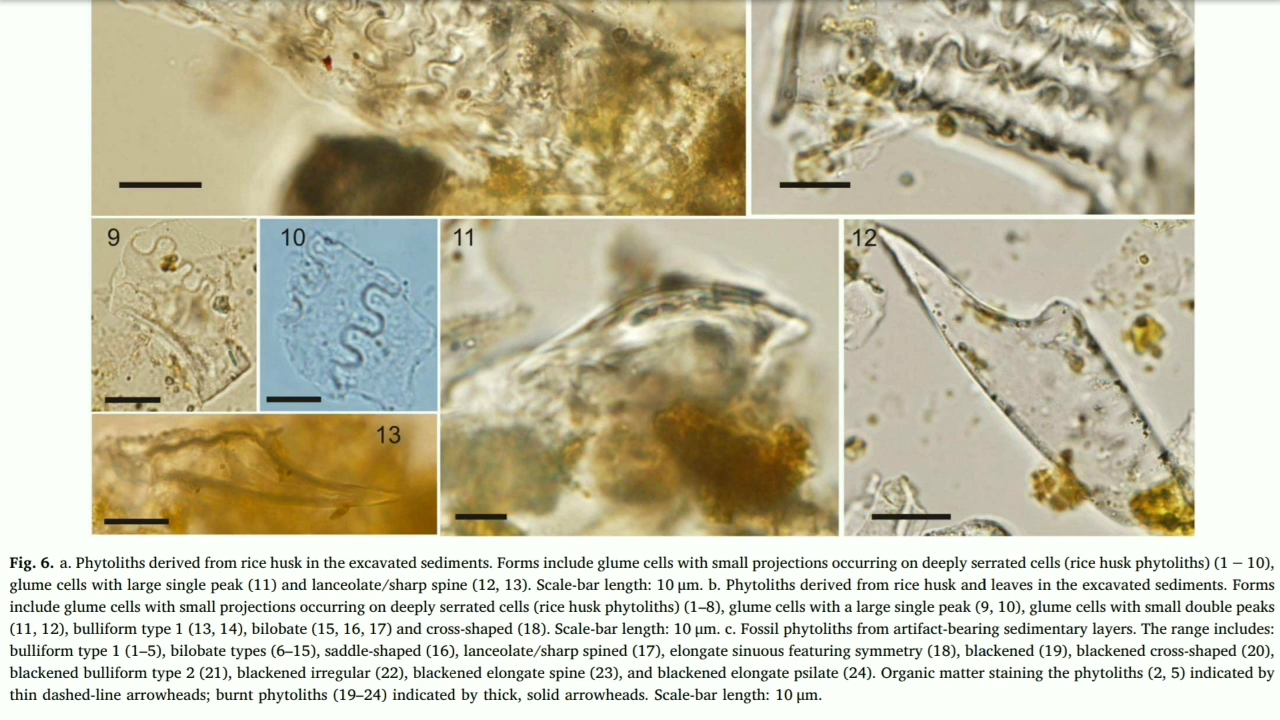 9
10
11
12
13
Fig. 6. a. Phytoliths derived from rice husk in the excavated sediments. Forms include glume cells with small projections occurring on deeply serrated cells (rice husk phytoliths) (1 – 10),
glume cells with large single peak (11) and lanceolate/sharp spine (12, 13). Scale-bar length: 10 μm. b. Phytoliths derived from rice husk and leaves in the excavated sediments. Forms
include glume cells with small projections occurring on deeply serrated cells (rice husk phytoliths) (1–8), glume cells with a large single peak (9, 10), glume cells with small double peaks
(11, 12), bulliform type 1 (13, 14), bilobate (15, 16, 17) and cross-shaped (18). Scale-bar length: 10 μm. c. Fossil phytoliths from artifact-bearing sedimentary layers. The range includes:
bulliform type 1 (1–5), bilobate types (6–15), saddle-shaped (16), lanceolate/sharp spined (17), elongate sinuous featuring symmetry (18), blackened (19), blackened cross-shaped (20),
blackened bulliform type 2 (21), blackened irregular (22), blackened elongate spine (23), and blackened elongate psilate (24). Organic matter staining the phytoliths (2, 5) indicated by
thin dashed-line arrowheads; burnt phytoliths (19–24) indicated by thick, solid arrowheads. Scale-bar length: 10 μm.